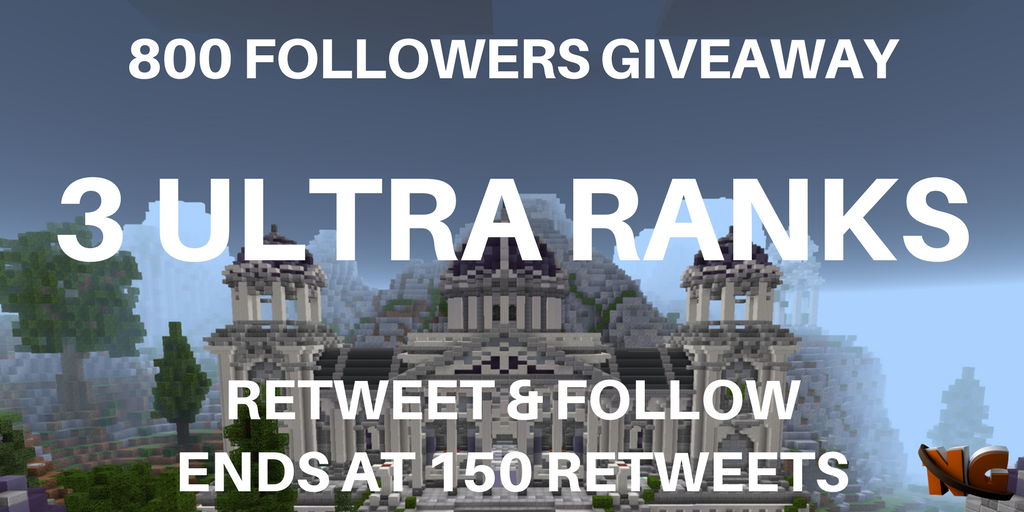 800 FOLLOWERS GIVEAWAY
3 ULTRA RANKS
RETWEET & FOLLOW
ENDS AT 150 RETWEETS
NG